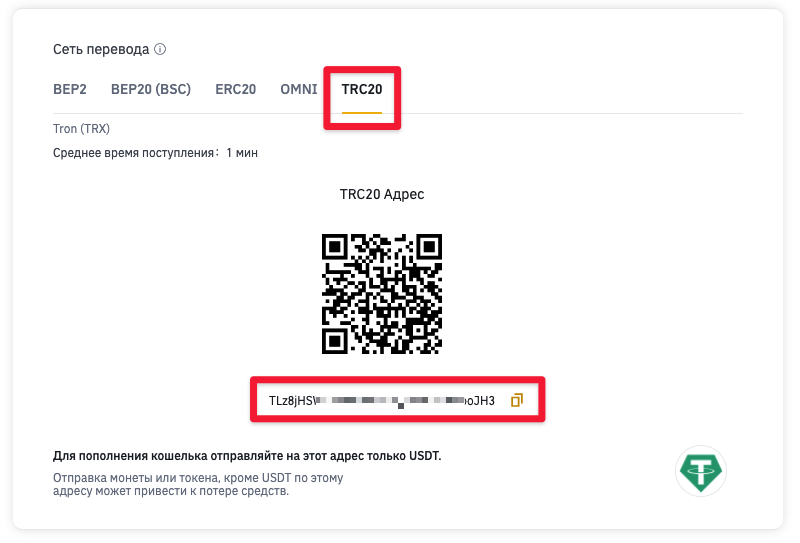 Сеть перевода
BEP2 BEP20 (BSC) ERC20 OMNI TRC20
Tron (TRX)
Среднее время поступления: 1 мин
TRC20 Адрес
TLz8jHS oJH3
Для пополнения кошелька отправляйте на этот адрес только USDT.
Отправка монеты или токена, кроме USDT по этому
адресу может привести к потере средств.